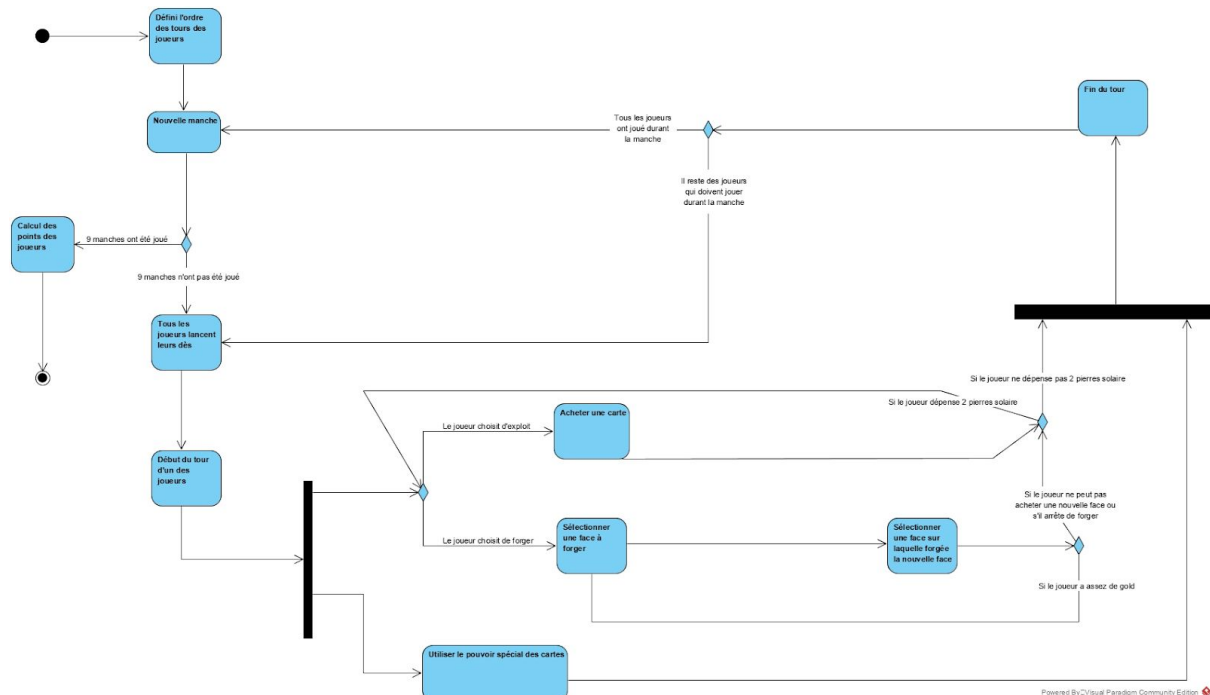 Défini l'ordre
des tours des
joueurs
Nouvelle manche
Fin du tour
Tous les joueurs
ont joué durant
la manche
Il reste des joueurs
qui doivent jouer
durant la manche
Calcul des
points des
joueurs
9 manches ont été joué
9 manches n'ont pas été joué
Tous les
joueurs lancent
leurs dès
Si le joueur ne dépense pas 2 pierres solaire
Si le joueur dépense 2 pierres solaire
Acheter une carte
Le joueur choisit d'exploit
Début du tour
d'un des
joueurs
Si le joueur ne peut pas
acheter une nouvelle face ou
s'il arrête de forger
Le joueur choisit de forger
Sélectionner
une face à
forger
Sélectionner
une face sur
laquelle forgée
la nouvelle face
Si le joueur a assez de gold
Utiliser le pouvoir spécial des cartes
Powered By Visual Paradigm Community Edition